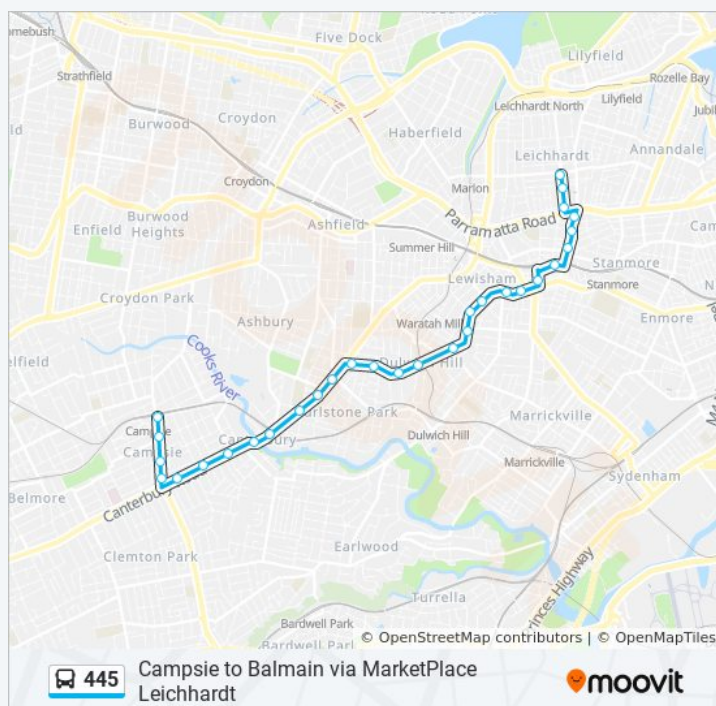 FIVE DOCK
Lilyfield
Strathfield
Rozelle Bay
Leichhardt North
Lilyfield
Burwood
Croydon
Haberfield
Annandale
Leichhardt
Croydon
Marion
Parramatta Road
Enfield
Burwood
Heights
Ashfield
Summer Hill
Stanmore
Lewisham
Stanmore
Croydon Park
Enmore
Ashbury
Waratah Mill
Cooks River
Dulwich Hill
Campsie
Marrickville
Campsie
Canterbury
Dulwich Hill
Marrickville
Sydenham
Belmore
Canterbury
Clemton Park
Earlwood
Turrella
Princes Highway
Bardwell Park
Bardwell Park
© OpenStreetMap contributors | © OpenMapTiles
445
Campsie to Balmain via MarketPlace
Leichhardt
moovit